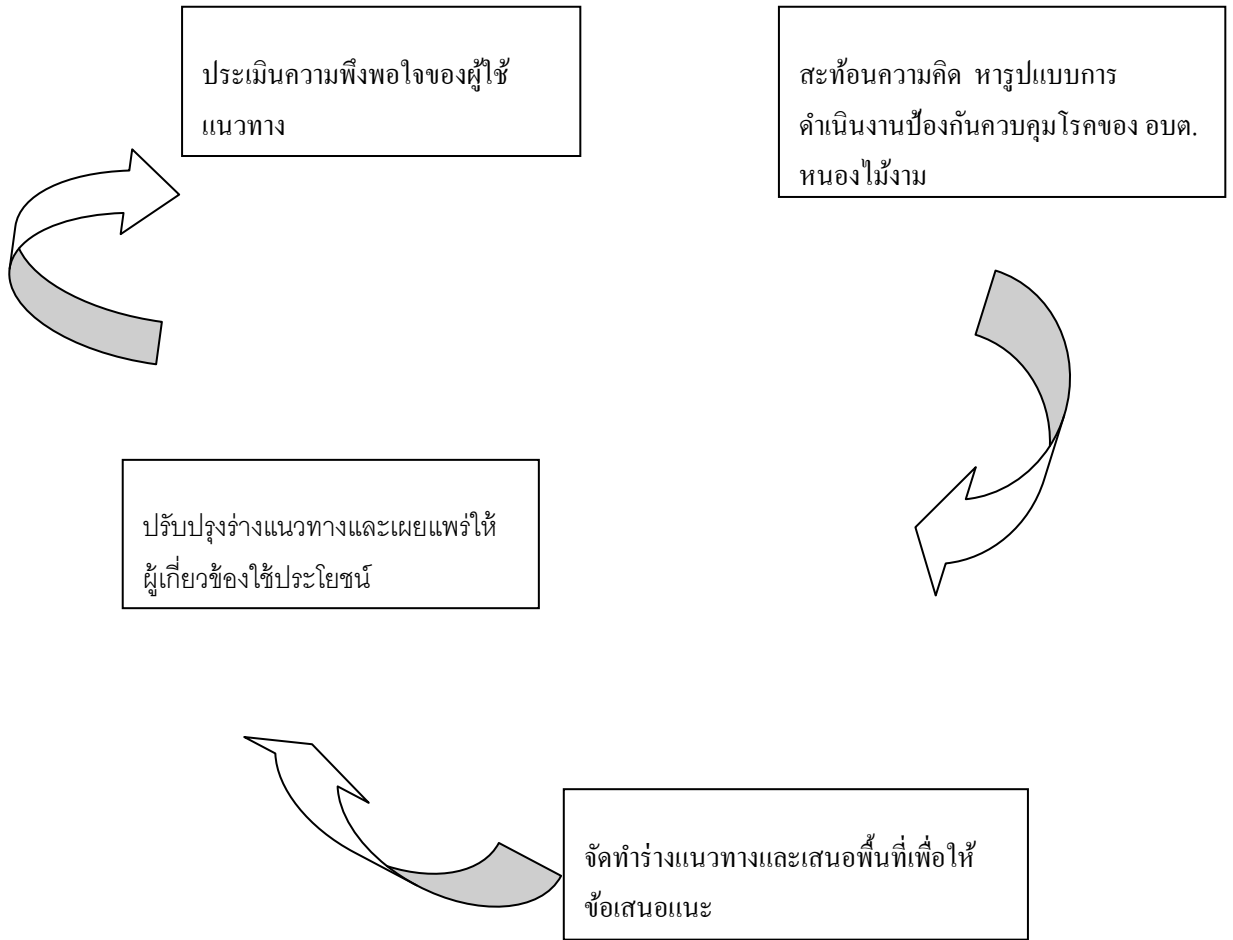 ประเมินความพึงพอใจของผู้ใช้
แนวทาง
สะท้อนความคิด หารูปแบบการ
ดำเนินงานป้องกันควบคุมโรคของ อบต.
หนองไม้งาม
ปรับปรุงร่างแนวทางและเผยแพร่ให้
ผู้เกี่ยวข้องใช้ประโยชน์
จัดทำร่างแนวทางและเสนอพื้นที่เพื่อให้
ข้อเสนอแนะ